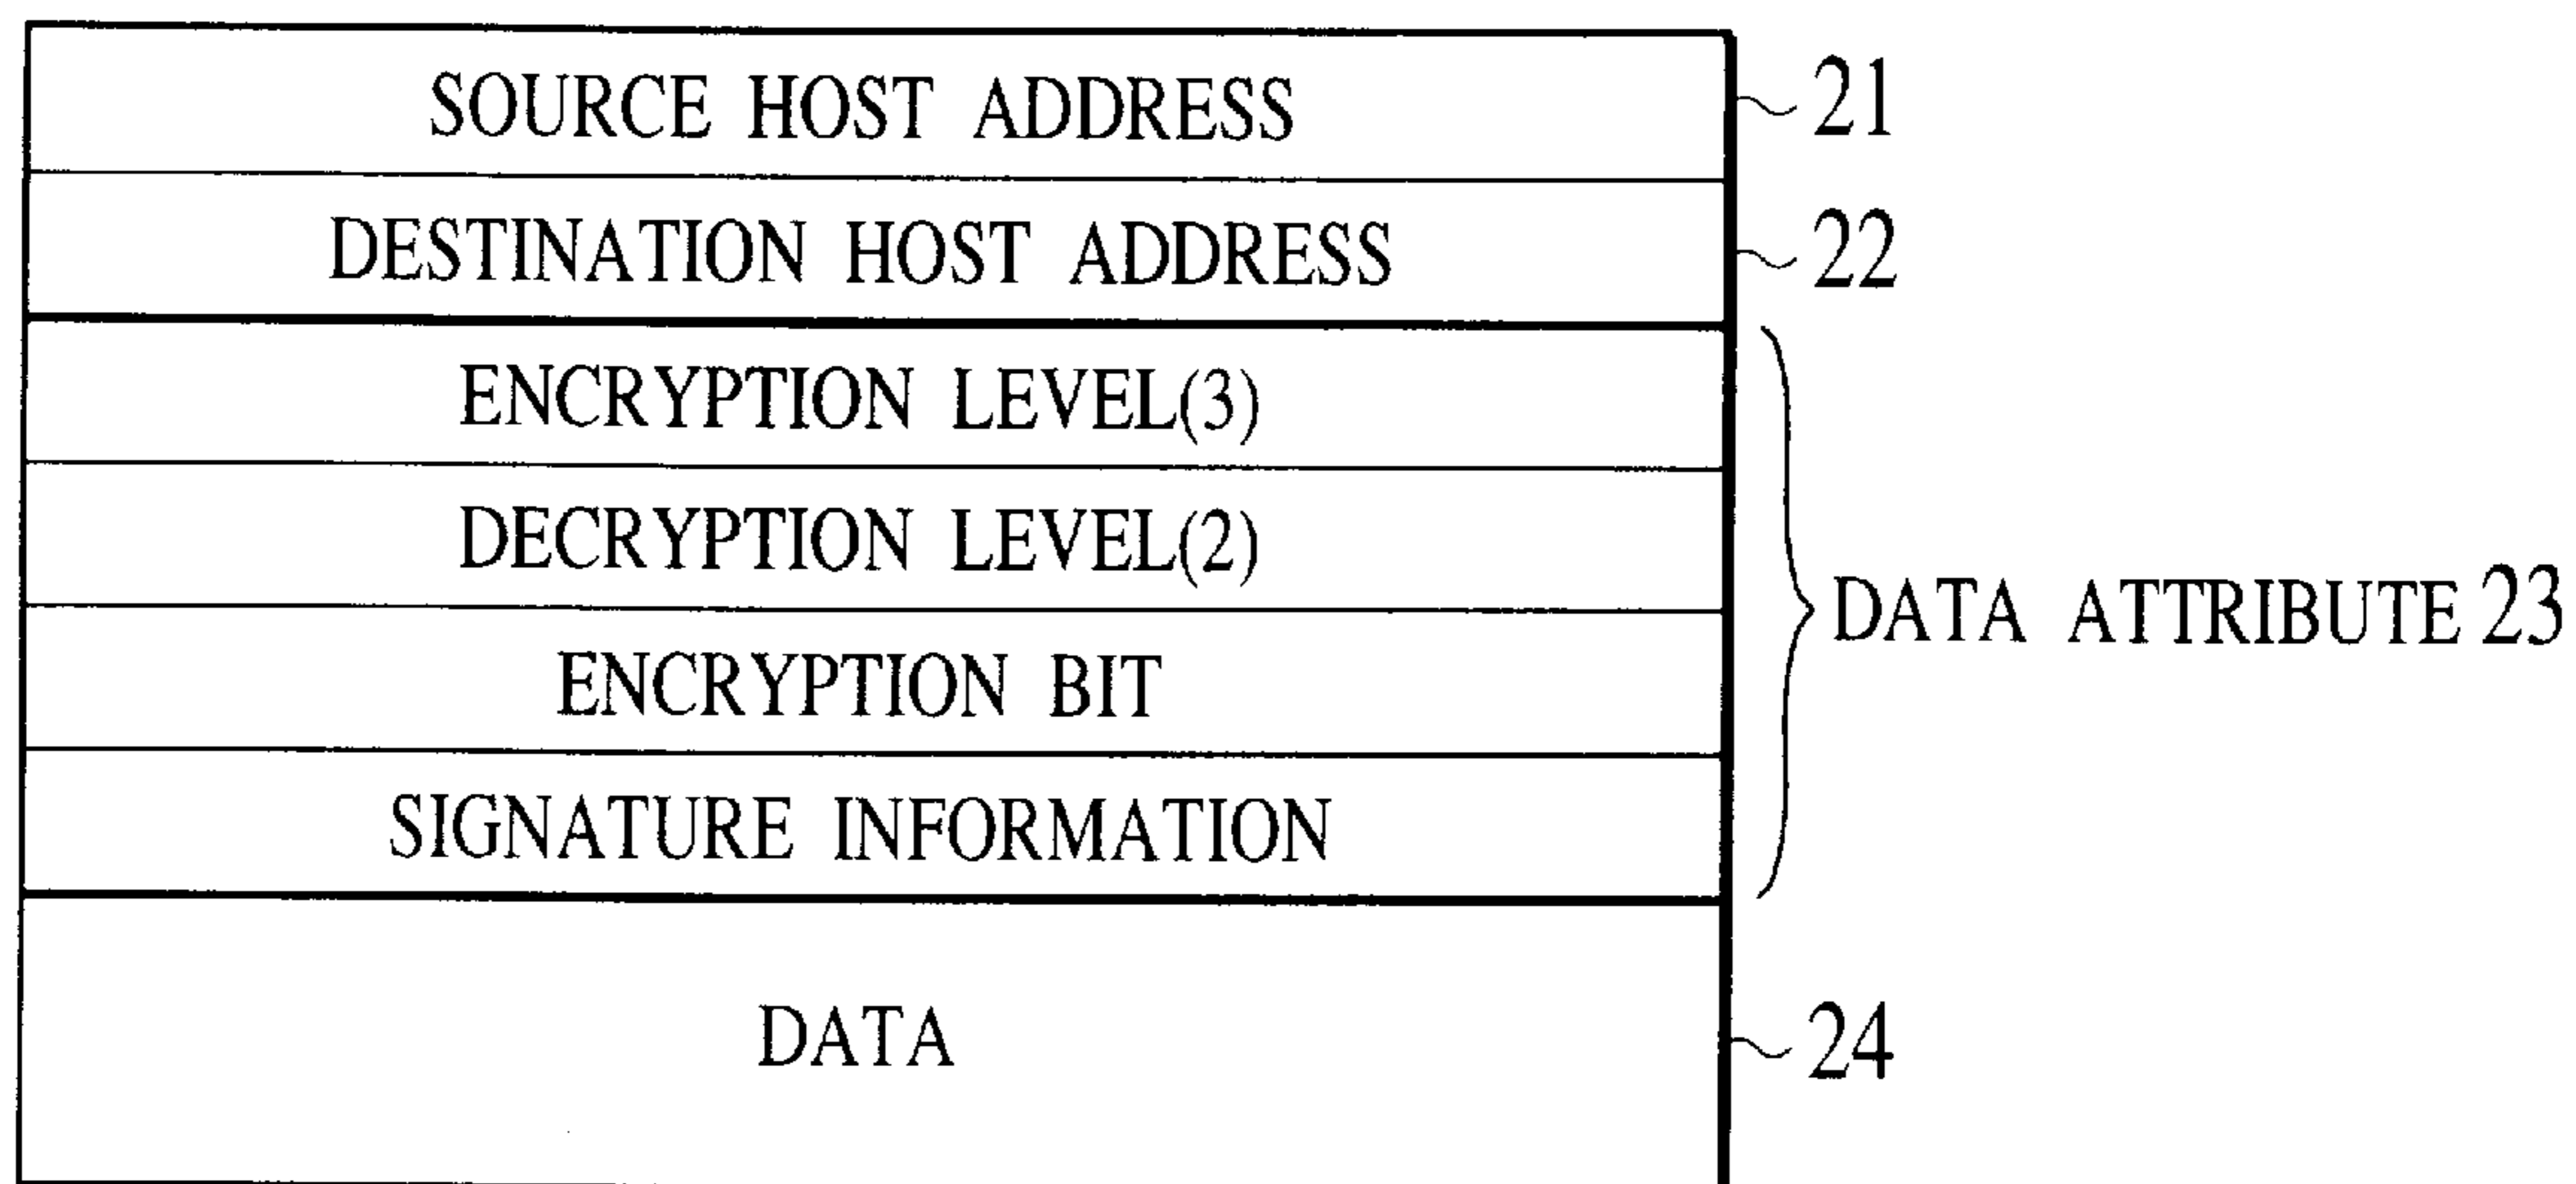 SOURCE HOST ADDRESS 21
DESTINATION HOST ADDRESS 22
ENCRYPTION LEVEL(3)
DECRYPTION LEVEL(2)
DATA ATTRIBUTE 23
ENCRYPTION BIT
SIGNATURE INFORMATION
DATA 24